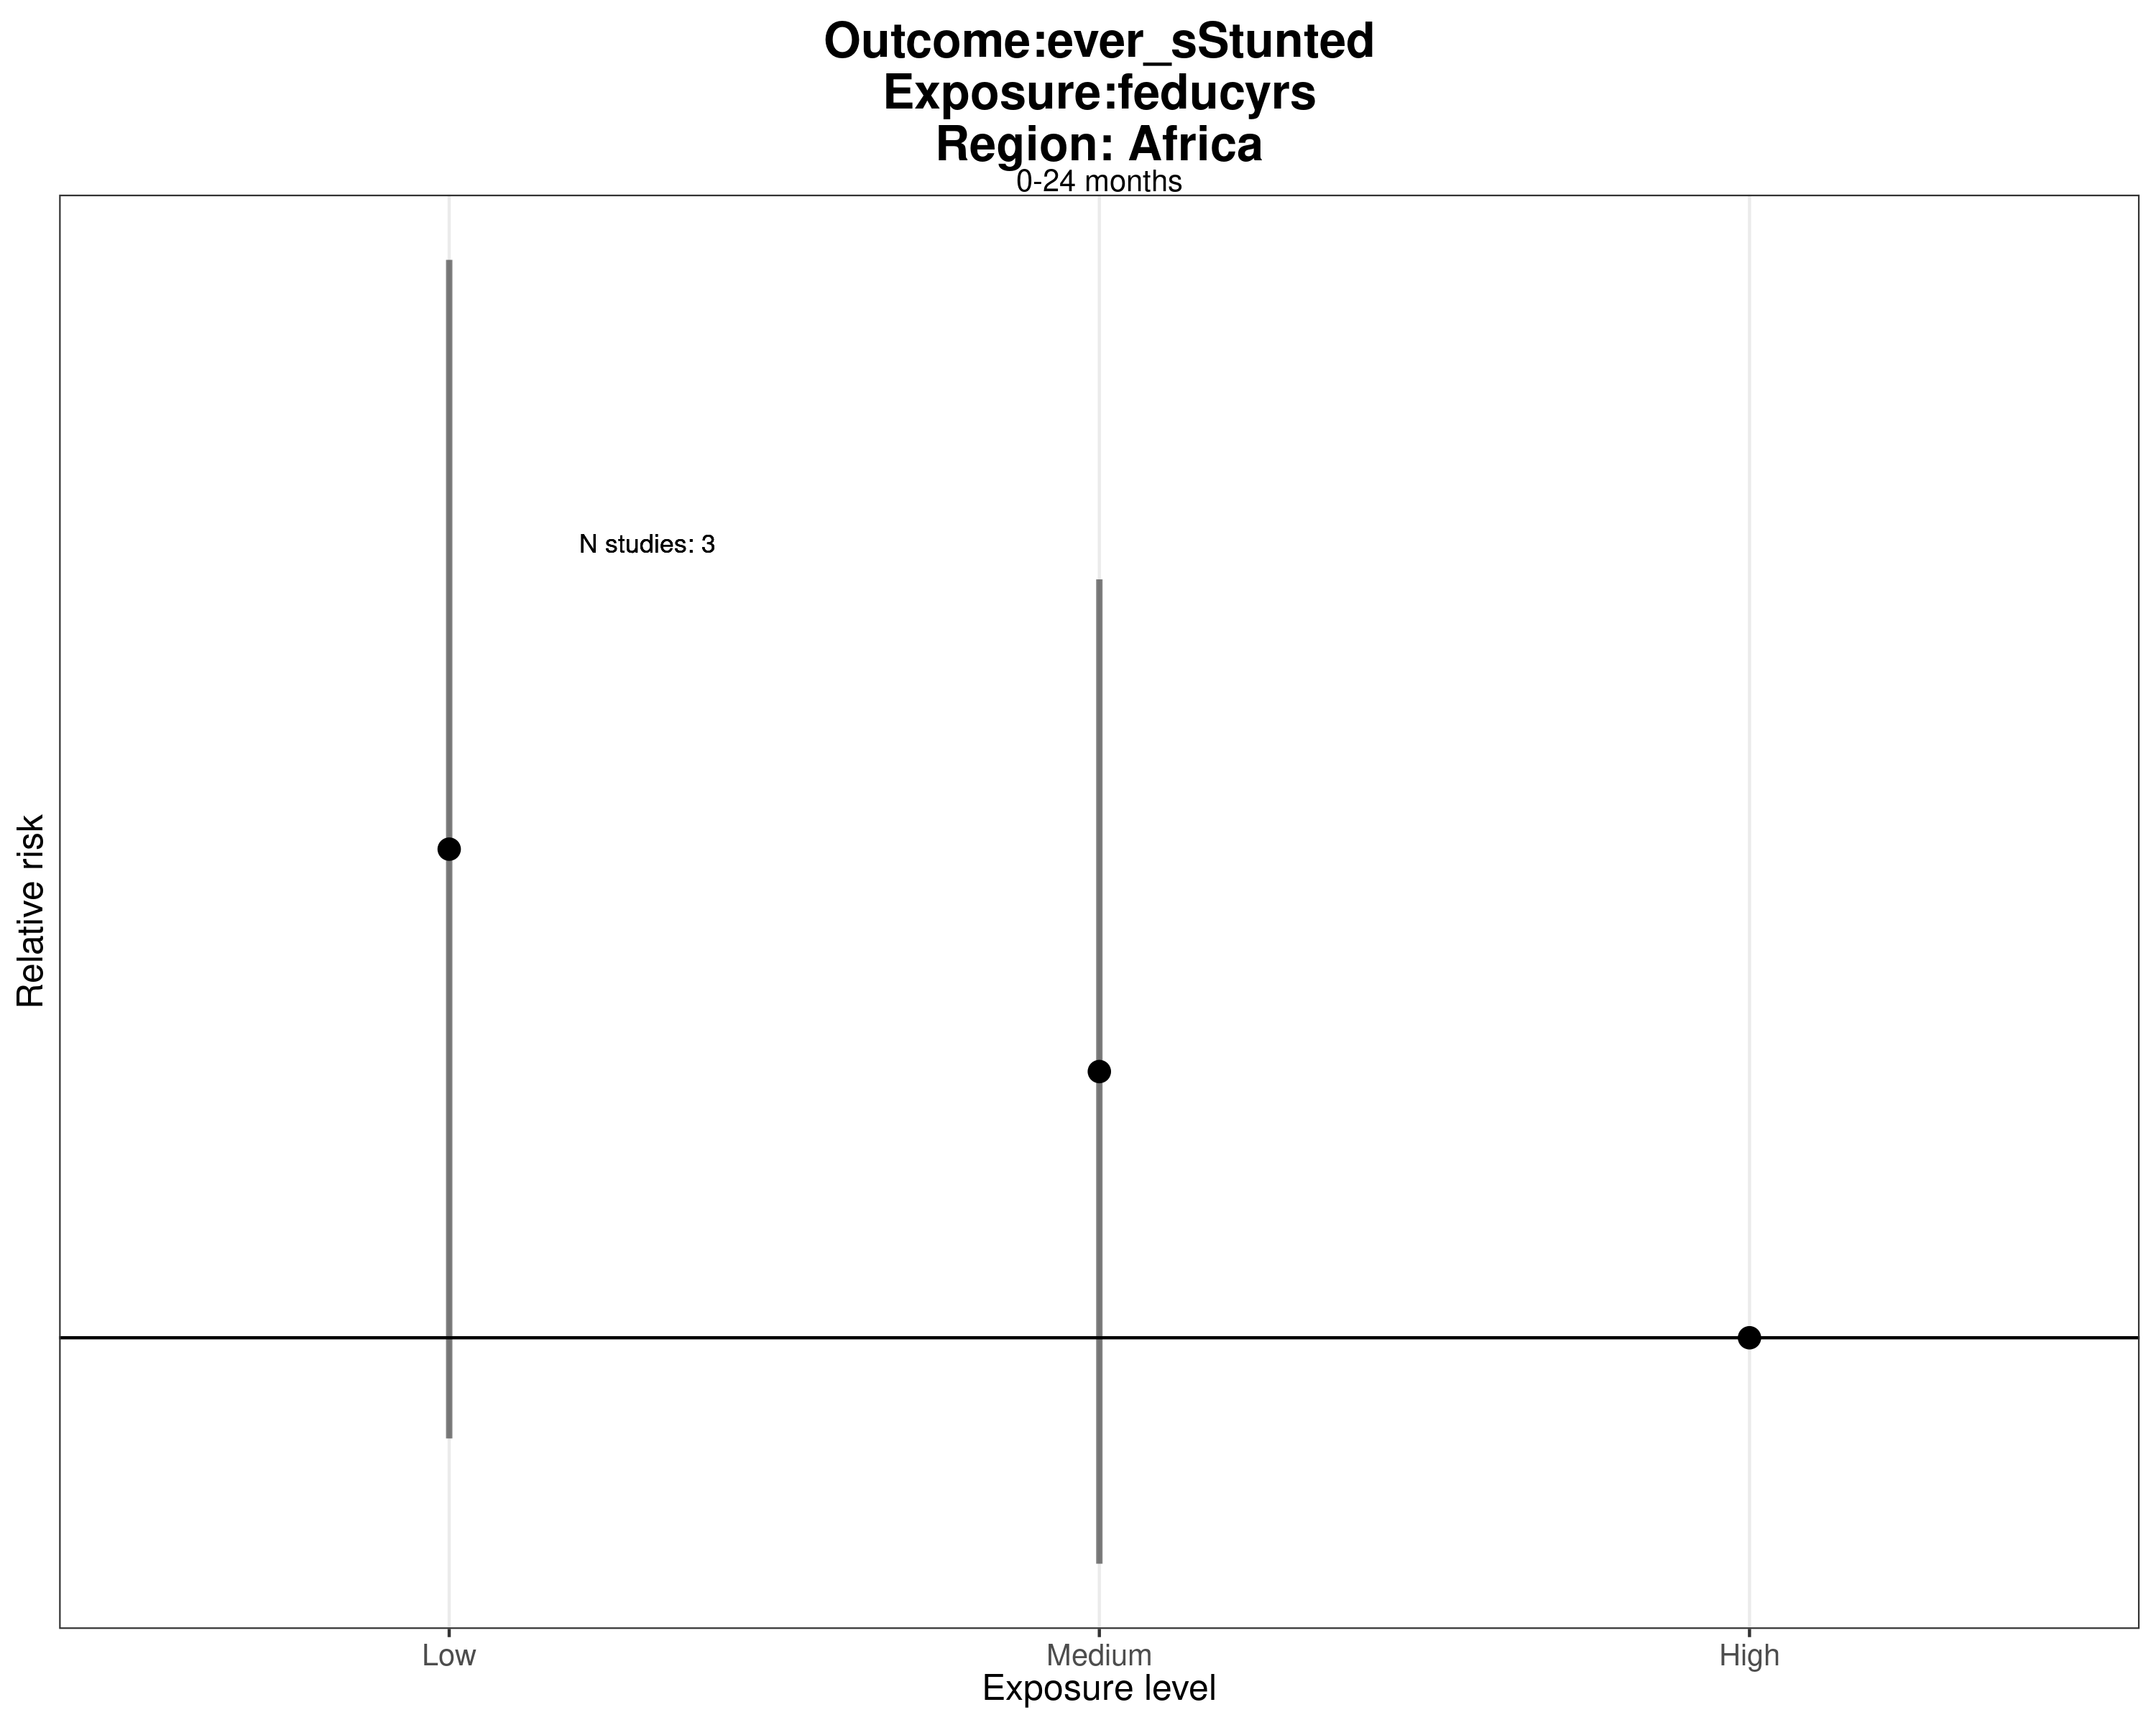 Outcome:ever_sStunted
Exposure:feducyrs
Region: Africa
0-24 months
N studies: 3
Relative risk
Low
Medium
High
Exposure level